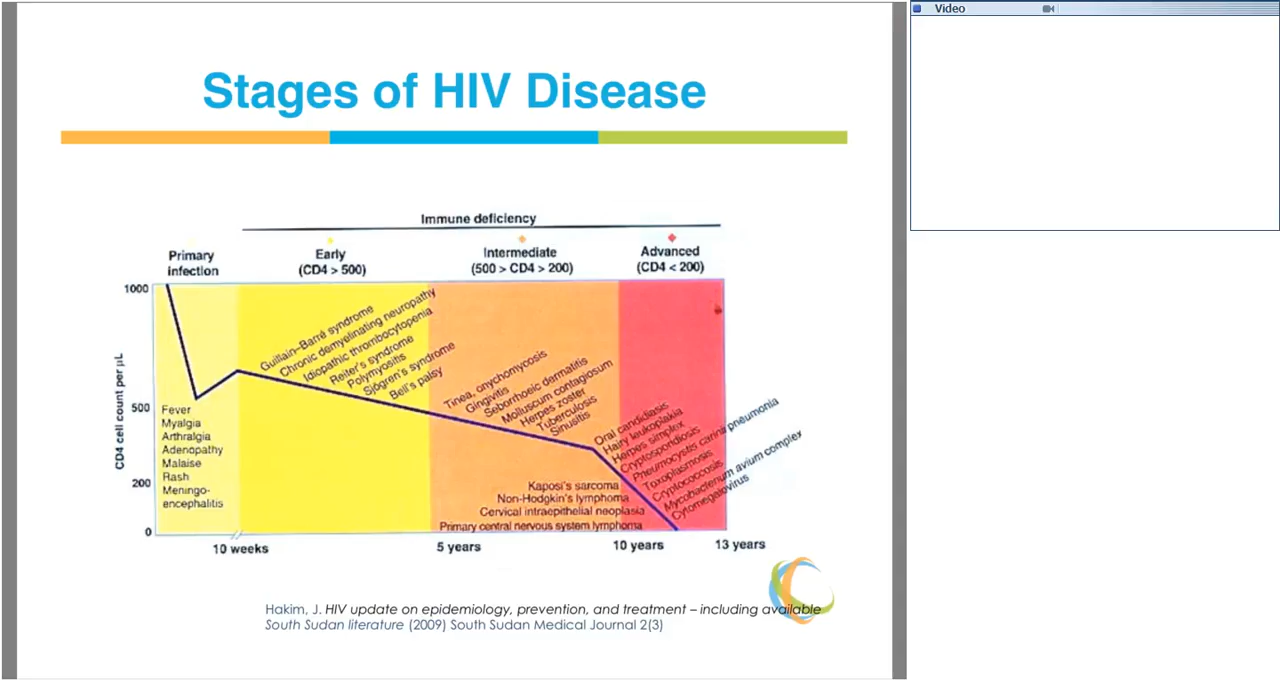 Video
Stages of HIV Disease
Immune deficiency
Primary
infection
Early
(CD4 > 500)
Intermediate
(500 > CD4 > 200)
Advanced
(CD4 < 200)
CD4 cell count per µL
1000
500
200
0
Fever
Myalgia
Arthralgia
Adenopathy
Malaise
Rash
Meningo-
encephalitis
Guillain–Barré syndrome
Chronic demyelinating neuropathy
Idiopathic thrombocytopenia
Reiter's syndrome
Polymyositis
Sjögren's syndrome
Bell's palsy
Tinea, onychomycosis
Gingivitis
Seborrhoeic dermatitis
Molluscum contagiosum
Herpes zoster
Tuberculosis
Sinusitis
Oral candidiasis
Hairy leukoplakia
Herpes simplex
Cryptosporidiosis
Pneumocystis carinii pneumonia
Toxoplasmosis
Cryptococcosis
Mycobacterium avium complex
Cytomegalovirus
Kaposi's sarcoma
Non-Hodgkin's lymphoma
Cervical intraepithelial neoplasia
Primary central nervous system lymphoma
10 weeks
5 years
10 years
13 years
Hakim, J. HIV update on epidemiology, prevention, and treatment – including available
South Sudan literature (2009) South Sudan Medical Journal 2(3)